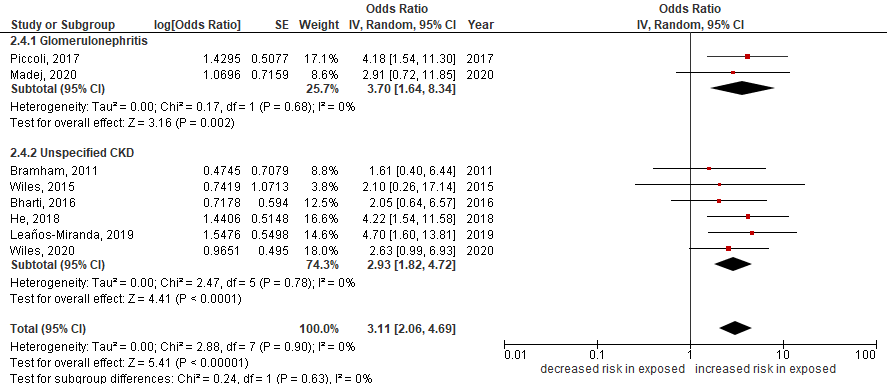 Odds Ratio Odds Ratio
Study or Subgroup log[Odds Ratio] SE Weight IV, Random, 95% CI Year IV, Random, 95% CI
2.4.1 Glomerulonephritis
Piccoli, 2017 1.4295 0.5077 17.1% 4.18 [1.54, 11.30] 2017
Madej, 2020 1.0696 0.7159 8.6% 2.91 [0.72, 11.85] 2020
Subtotal (95% CI) 25.7% 3.70 [1.64, 8.34]
Heterogeneity: Tau² = 0.00; Chi² = 0.17, df = 1 (P = 0.68); I² = 0%
Test for overall effect: Z = 3.16 (P = 0.002)
2.4.2 Unspecified CKD
Bramham, 2011 0.4745 0.7079 8.8% 1.61 [0.40, 6.44] 2011
Wiles, 2015 0.7419 1.0713 3.8% 2.10 [0.26, 17.14] 2015
Bharti, 2016 0.7178 0.594 12.5% 2.05 [0.64, 6.57] 2016
He, 2018 1.4406 0.5148 16.6% 4.22 [1.54, 11.58] 2018
Leaños-Miranda, 2019 1.5476 0.5498 14.6% 4.70 [1.60, 13.81] 2019
Wiles, 2020 0.9651 0.495 18.0% 2.63 [0.99, 6.93] 2020
Subtotal (95% CI) 74.3% 2.93 [1.82, 4.72]
Heterogeneity: Tau² = 0.00; Chi² = 2.47, df = 5 (P = 0.78); I² = 0%
Test for overall effect: Z = 4.41 (P < 0.0001)
Total (95% CI) 100.0% 3.11 [2.06, 4.69]
Heterogeneity: Tau² = 0.00; Chi² = 2.88, df = 7 (P = 0.90); I² = 0%
Test for overall effect: Z = 5.41 (P < 0.00001)
Test for subgroup differences: Chi² = 0.24, df = 1 (P = 0.63), I² = 0%
0.01 0.1 1 10 100
decreased risk in exposed increased risk in exposed